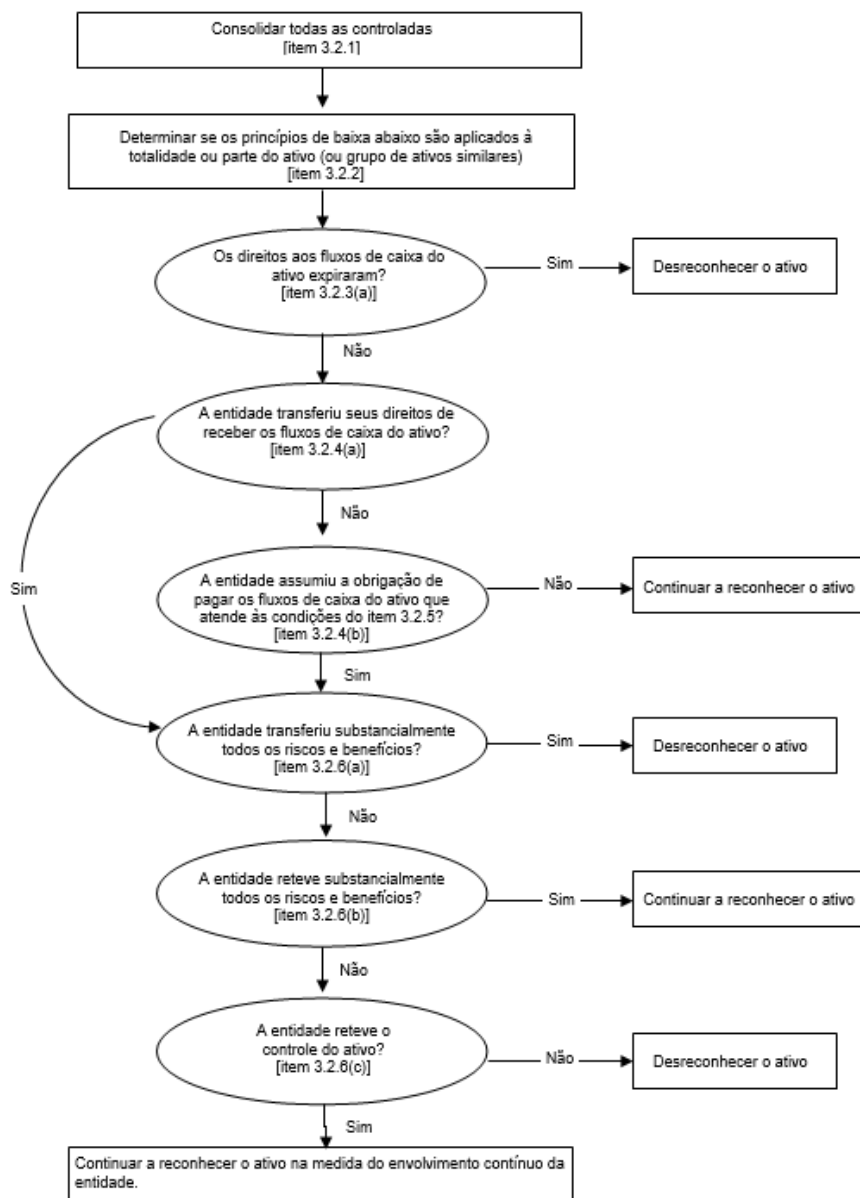 Consolidar todas as controladas
[item 3.2.1]
Determinar se os princípios de baixa abaixo são aplicados à
totalidade ou parte do ativo (ou grupo de ativos similares)
[item 3.2.2]
Os direitos aos fluxos de caixa do
ativo expiraram?
[item 3.2.3(a)]
Sim
Desreconhecer o ativo
Não
A entidade transferiu seus direitos de
receber os fluxos de caixa do ativo?
[item 3.2.4(a)]
Não
Sim
A entidade assumiu a obrigação de
pagar os fluxos de caixa do ativo que
atende às condições do item 3.2.5?
[item 3.2.4(b)]
Não
Continuar a reconhecer o ativo
Sim
A entidade transferiu substancialmente
todos os riscos e benefícios?
[item 3.2.6(a)]
Sim
Desreconhecer o ativo
Não
A entidade reteve substancialmente
todos os riscos e benefícios?
[item 3.2.6(b)]
Sim
Continuar a reconhecer o ativo
Não
A entidade reteve o
controle do ativo?
[item 3.2.6(c)]
Não
Desreconhecer o ativo
Sim
Continuar a reconhecer o ativo na medida do envolvimento contínuo da
entidade.